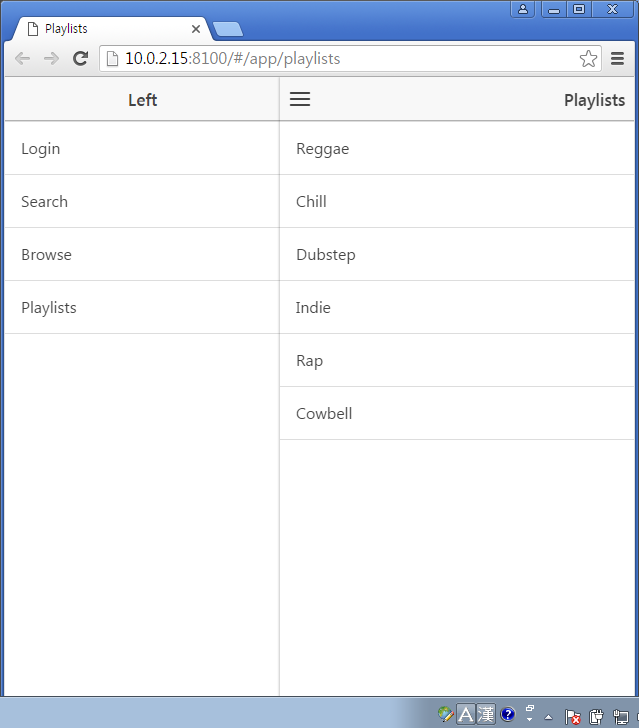 Playlists
10.0.2.15:8100/#/app/playlists
Left
Playlists
Login
Search
Browse
Playlists
Reggae
Chill
Dubstep
Indie
Rap
Cowbell
A 漢 ?